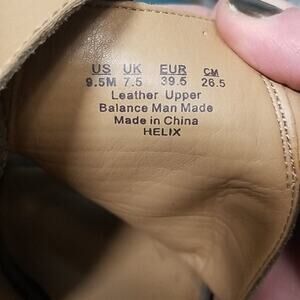 US UK EUR CM
9.5M 7.5 39.5 26.5
Leather Upper
Balance Man Made
Made in China
HELIX